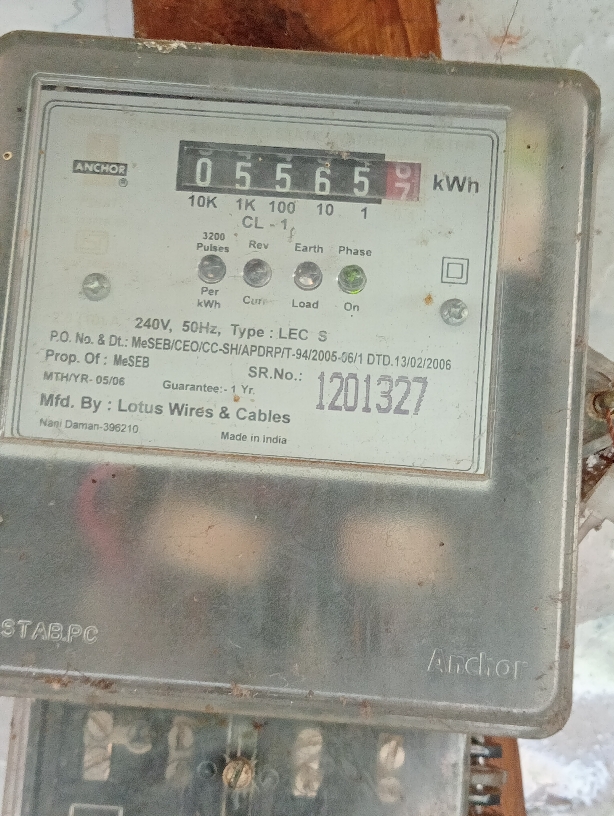 ANCHOR
®
0 5 5 6 5 kWh
10K 1K 100 10 1
CL - 1
3200 Pulses Rev Earth Phase
Per kWh Curr Load On
240V, 50Hz, Type : LEC S
P.O. No. & Dt.: MeSEB/CEO/CC-SH/APDRP/T-94/2005-06/1 DTD.13/02/2006
Prop. Of : MeSEB
SR.No.: 1201327
MTH/YR- 05/06
Guarantee:- 1 Yr.
Mfd. By : Lotus Wires & Cables
Nani Daman-396210
Made in India
STAB.PC
Anchor